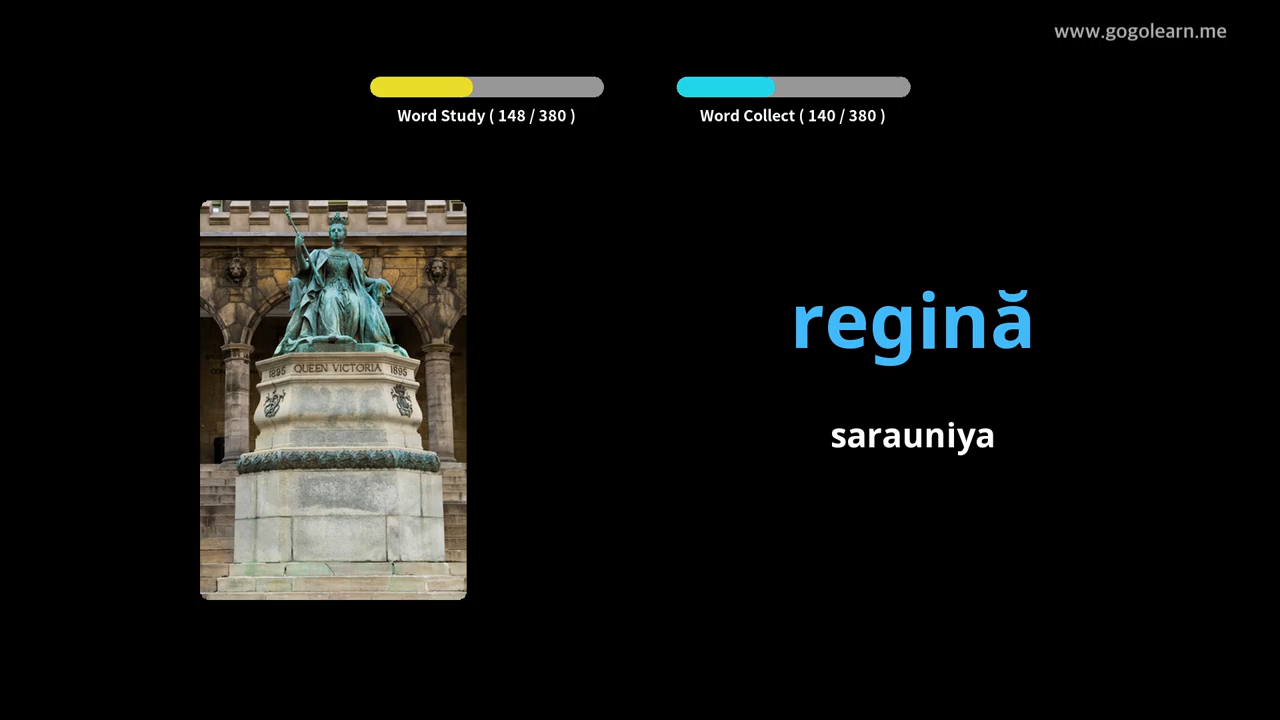 www.gogolearn.me
Word Study ( 148 / 380 )
Word Collect ( 140 / 380 )
1895 QUEEN VICTORIA 1895
regină
sarauniya